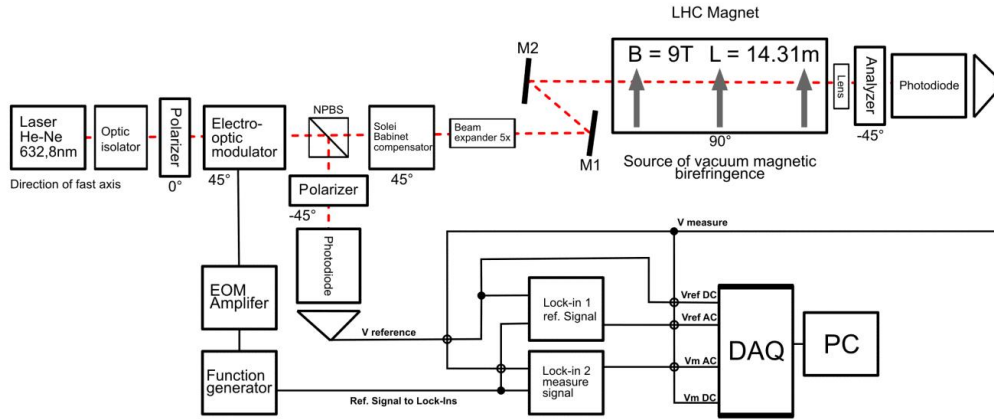 LHC Magnet
M2
B = 9T L = 14.31m
Lens
Analyzer
Photodiode
-45°
Laser
He-Ne
632,8nm
Optic
isolator
Polarizer
0°
Electro-
optic
modulator
45°
NPBS
Solei
Babinet
compensator
45°
Beam
expander 5x
M1
90°
Source of vacuum magnetic
birefringence
Direction of fast axis
Polarizer
-45°
Photodiode
V measure
EOM
Amplifer
Lock-in 1
ref. Signal
Vref DC
Vref AC
V reference
DAQ
PC
Function
generator
Lock-in 2
measure
signal
Vm AC
Vm DC
Ref. Signal to Lock-Ins